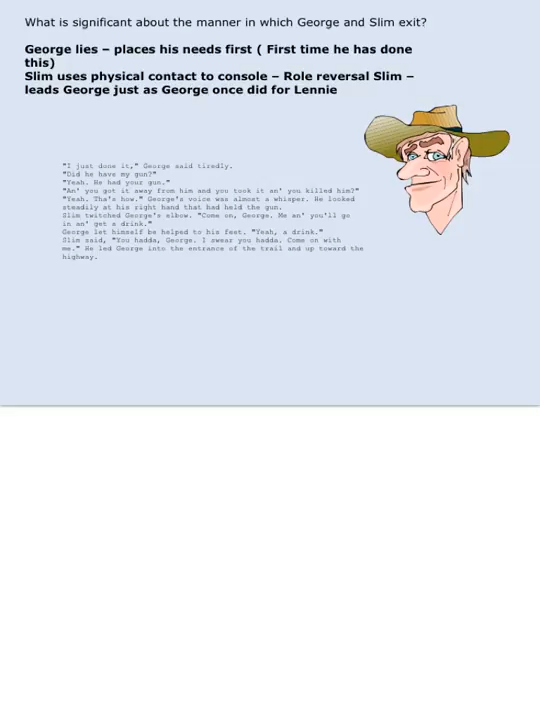 What is significant about the manner in which George and Slim exit?
George lies – places his needs first ( First time he has done
this)
Slim uses physical contact to console – Role reversal Slim –
leads George just as George once did for Lennie
"I just done it," George said tiredly.
"Did he have my gun?"
"Yeah. He had your gun."
"An' you got it away from him and you took it an' you killed him?"
"Yeah. Tha's how." George's voice was almost a whisper. He looked
steadily at his right hand that had held the gun.
Slim twitched George's elbow. "Come on, George. Me an' you'll go
in an' get a drink."
George let himself be helped to his feet. "Yeah, a drink."
Slim said, "You hadda, George. I swear you hadda. Come on with
me." He led George into the entrance of the trail and up toward the
highway.